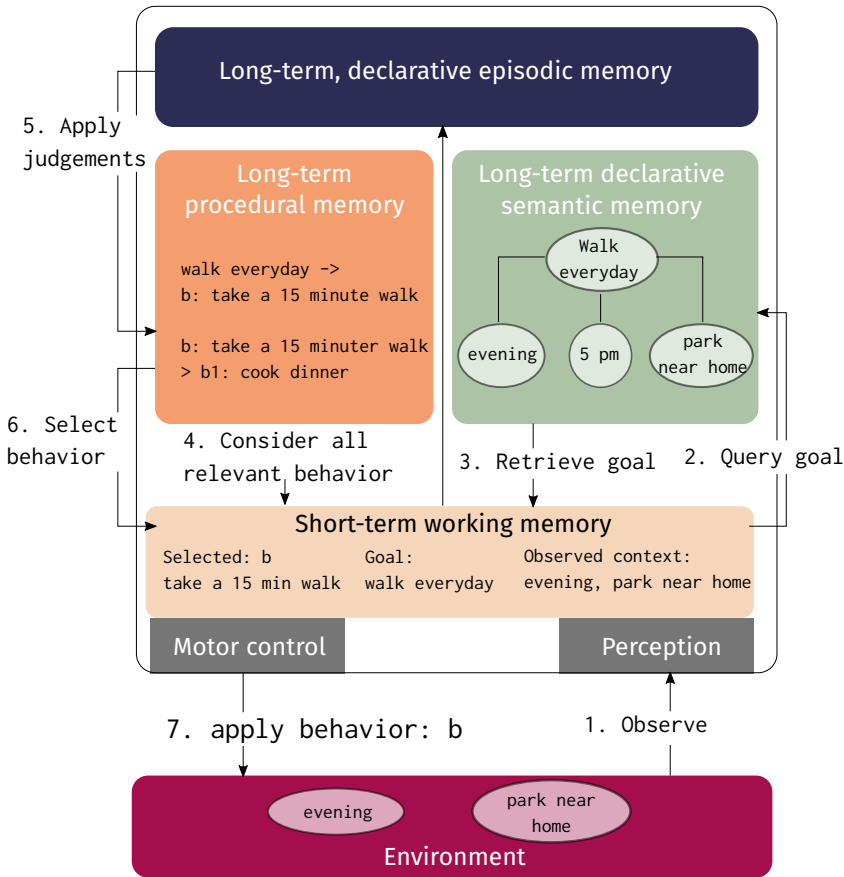 Long-term, declarative episodic memory
5. Apply
judgements
Long-term
procedural memory
walk everyday ->
b: take a 15 minute walk
b: take a 15 minuter walk
> b1: cook dinner
Long-term declarative
semantic memory
Walk
everyday
evening
5 pm
park
near home
6. Select
behavior
4. Consider all
relevant behavior
3. Retrieve goal
2. Query goal
Short-term working memory
Selected: b
take a 15 min walk
Goal:
walk everyday
Observed context:
evening, park near home
Motor control
Perception
7. apply behavior: b
1. Observe
evening
park near
home
Environment